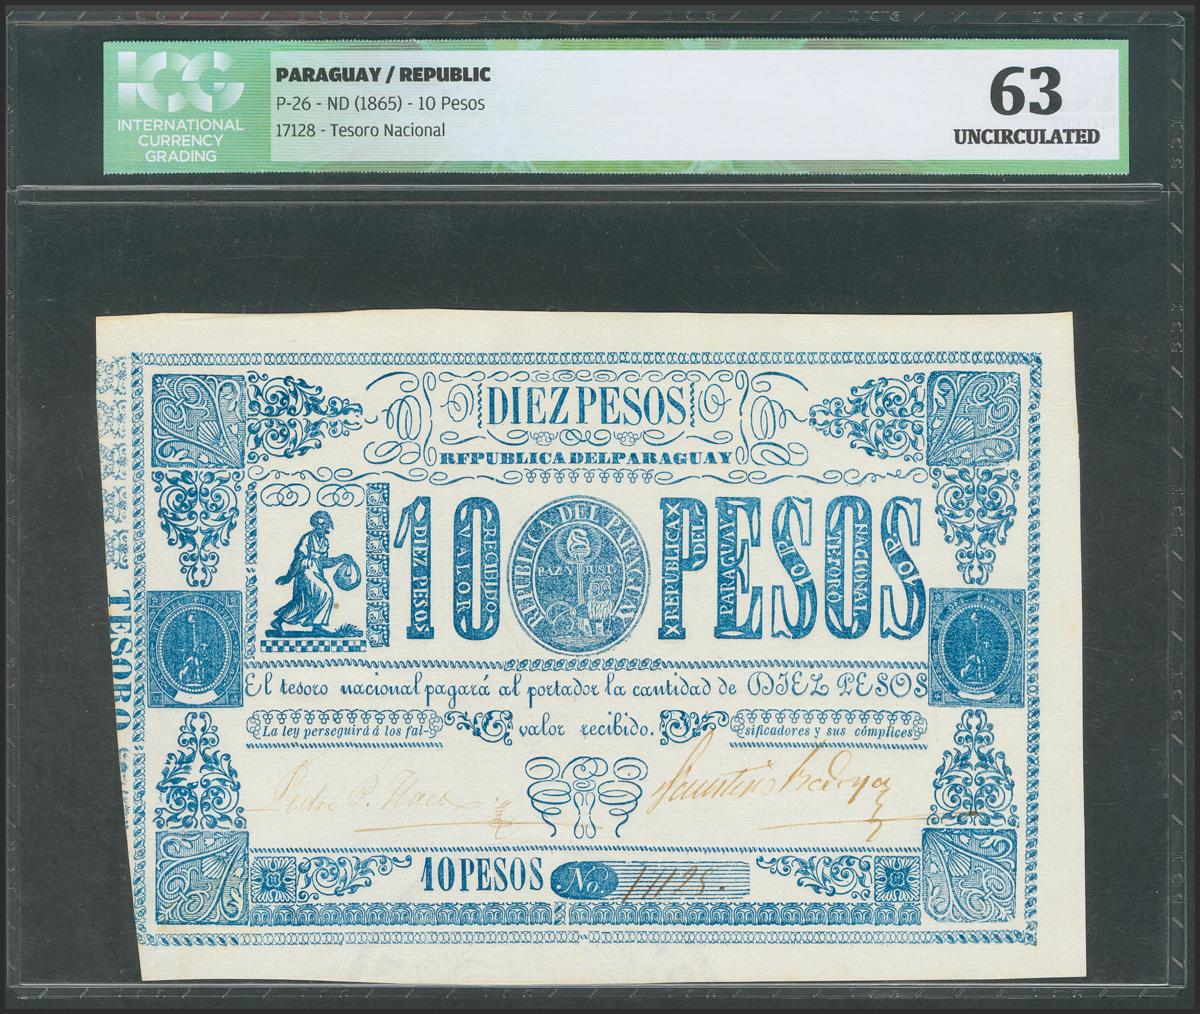 ICG
INTERNATIONAL
CURRENCY
GRADING
PARAGUAY / REPUBLIC
P-26 - ND (1865) - 10 Pesos
17128 - Tesoro Nacional
63
UNCIRCULATED
DIEZ PESOS
REPUBLICA DEL PARAGUAY
10 PESOS
DIEZ PESOS
VALOR
RECIBIDO
REPUBLICA DEL PARAGUAY
PAZ Y JUST.
REPUBLICA
DEL
PARAGUAY
10 P
TESORO
NACIONAL
10 P
TESORO
El tesoro nacional pagará al portador la cantidad de DIEZ PESOS
valor recibido.
La ley perseguirá á los fal-
sificadores y sus cómplices
10 PESOS No.